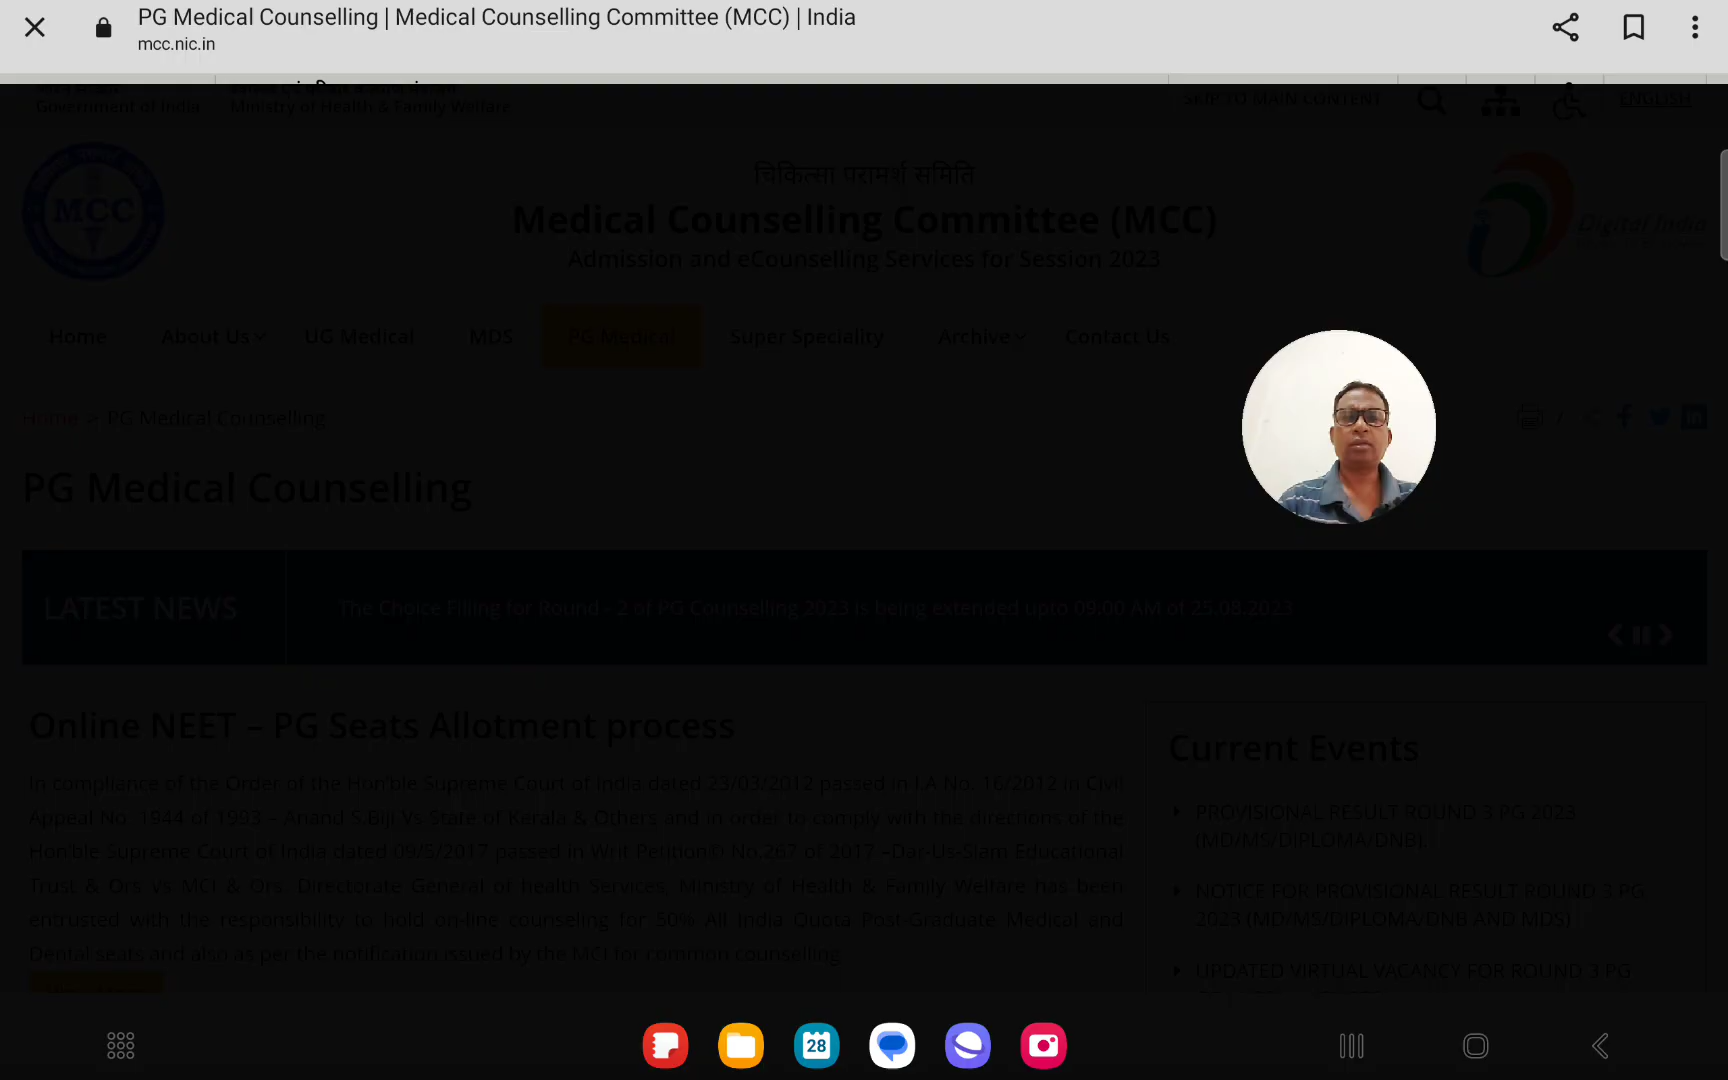 PG Medical Counselling | Medical Counselling Committee (MCC) | India
mcc.nic.in
Government of India
Ministry of Health & Family Welfare
SKIP TO MAIN CONTENT
ENGLISH
चिकित्सा परामर्श समिति
MCC
Medical Counselling Committee (MCC)
Digital India
Admission and eCounselling Services for Session 2023
Home
About Us
UG Medical
MDS
PG Medical
Super Speciality
Archive
Contact Us
Home > PG Medical Counselling
PG Medical Counselling
LATEST NEWS
The Choice Filling for Round - 2 of PG Counselling 2023 is being extended upto 09:00 AM of 25.08.2023
Online NEET – PG Seats Allotment process
In compliance of the Order of the Hon'ble Supreme Court of India dated 23/03/2012 passed in I.A No. 16/2012 in Civil
Appeal No. 1944 of 1993 – Anand S.Biji Vs State of Kerala & Others and in order to comply with the directions of the
Hon'ble Supreme Court of India dated 09/5/2017 passed in Writ Petition© No.267 of 2017 –Dar-Us-Slam Educational
Trust & Ors Vs MCI & Ors. Directorate General of health Services, Ministry of Health & Family Welfare has been
entrusted with the responsibility to hold on-line counseling for 50% All India Quota Post-Graduate Medical and
Dental seats and also as per the notification issued by the MCI for common counselling
Current Events
PROVISIONAL RESULT ROUND 3 PG 2023
(MD/MS/DIPLOMA/DNB).
NOTICE FOR PROVISIONAL RESULT ROUND 3 PG
2023 (MD/MS/DIPLOMA/DNB AND MDS)
UPDATED VIRTUAL VACANCY FOR ROUND 3 PG
28